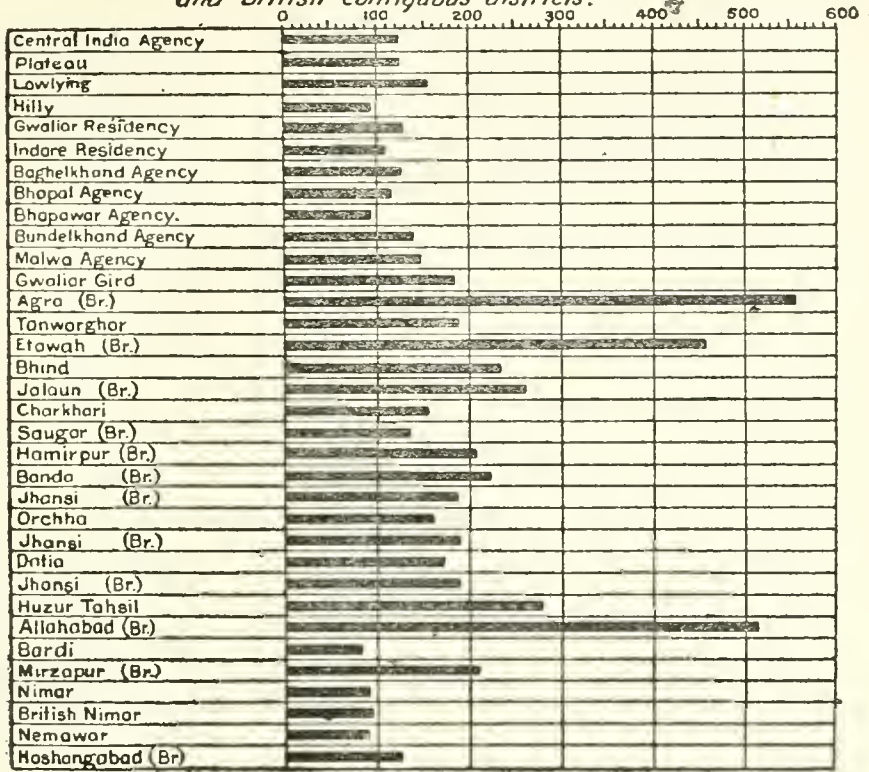 and British contiguous districts.
0 100 200 300 400 500 600
Central India Agency
Plateau
Lowlying
Hilly
Gwalior Residency
Indore Residency
Baghelkhand Agency
Bhopal Agency
Bhopawar Agency.
Bundelkhand Agency
Malwa Agency
Gwalior Gird
Agra (Br.)
Tonworghar
Etawah (Br.)
Bhind
Jalaun (Br.)
Charkhari
Saugor (Br.)
Hamirpur (Br.)
Banda (Br.)
Jhansi (Br.)
Orchha
Jhansi (Br.)
Datia
Jhansi (Br.)
Huzur Tahsil
Allahabad (Br.)
Bardi
Mirzapur (Br.)
Nimar
British Nimar
Nemawar
Hoshangabad (Br)